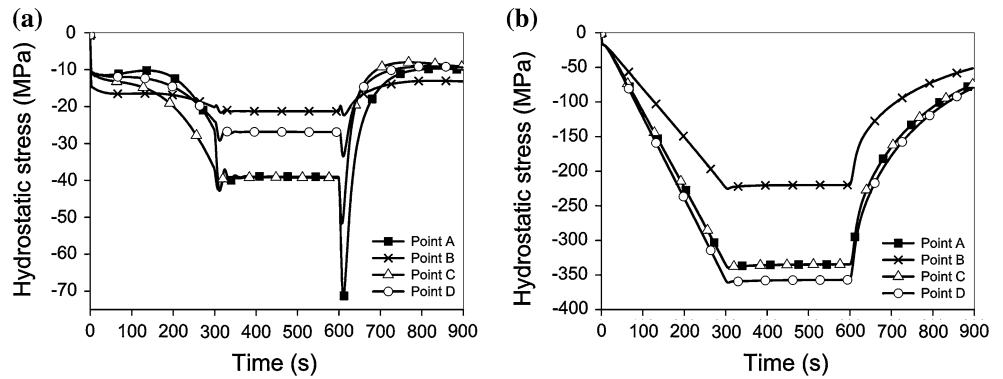 (a)
Hydrostatic stress (MPa)
0
-10
-20
-30
-40
-50
-60
-70
0 100 200 300 400 500 600 700 800 900
Time (s)
Point A
Point B
Point C
Point D
(b)
Hydrostatic stress (MPa)
0
-50
-100
-150
-200
-250
-300
-350
-400
0 100 200 300 400 500 600 700 800 900
Time (s)
Point A
Point B
Point C
Point D